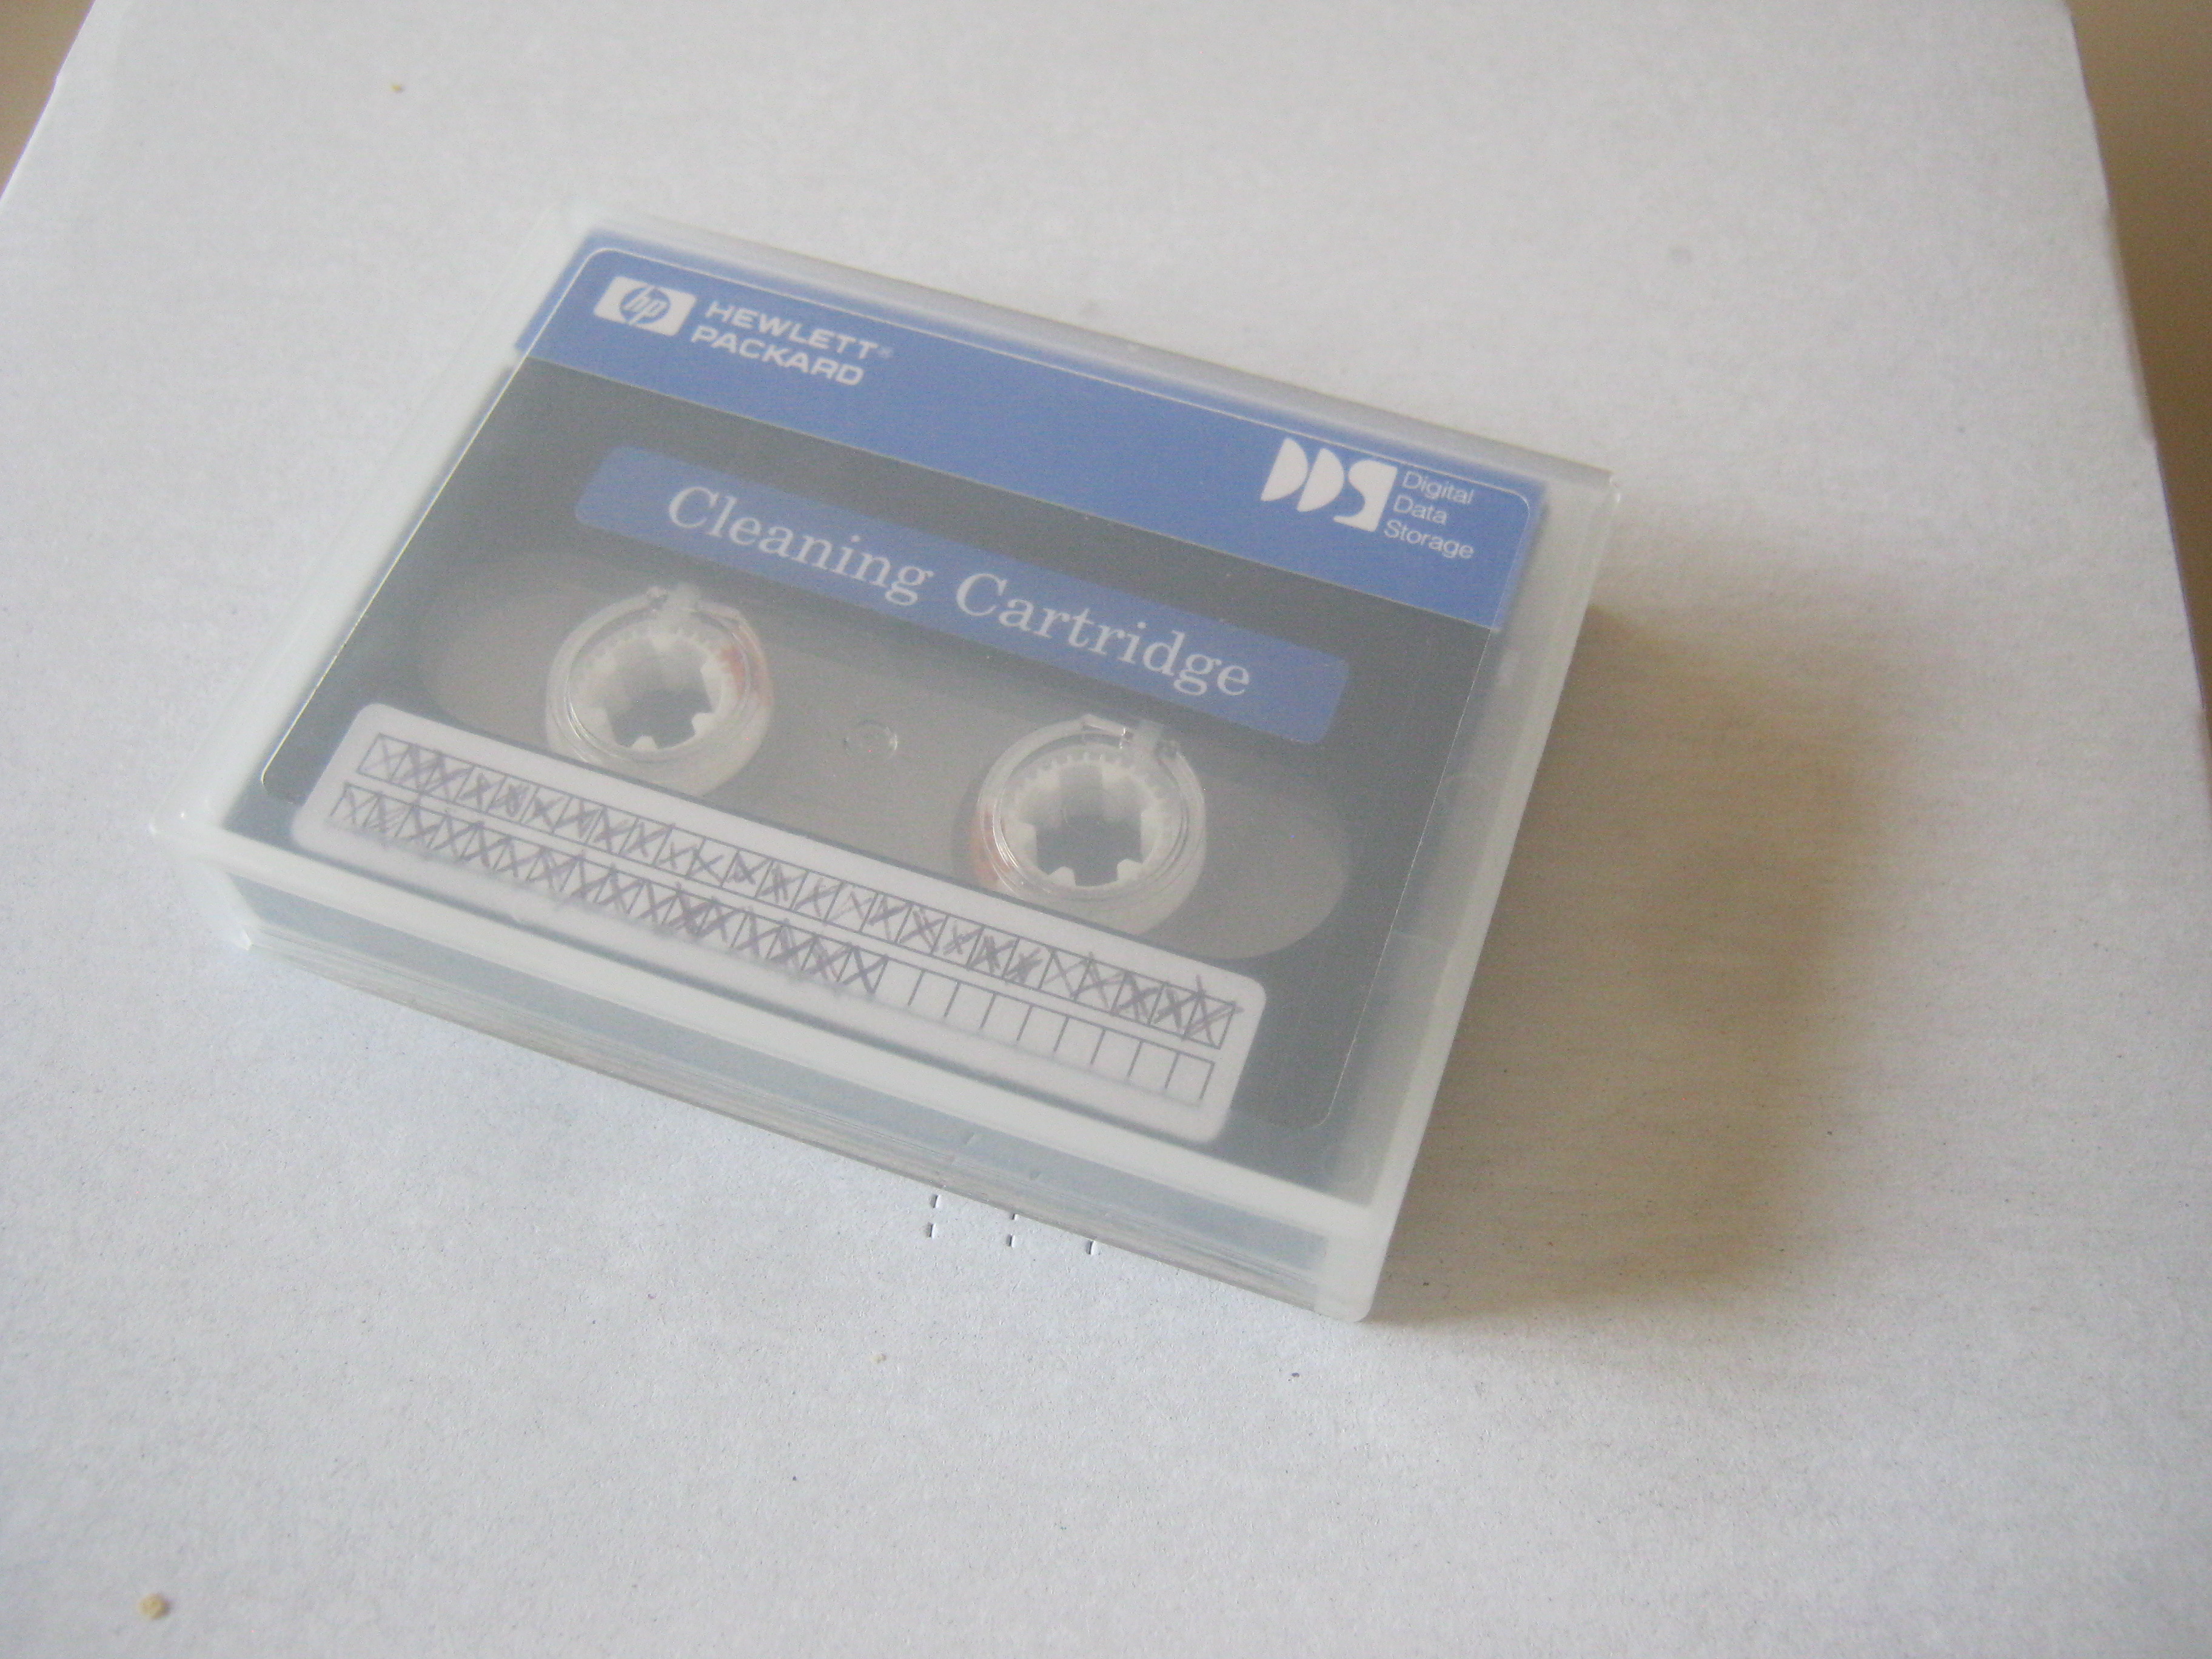 hp
HEWLETT®
PACKARD
DDS
Digital
Data
Storage
Cleaning Cartridge